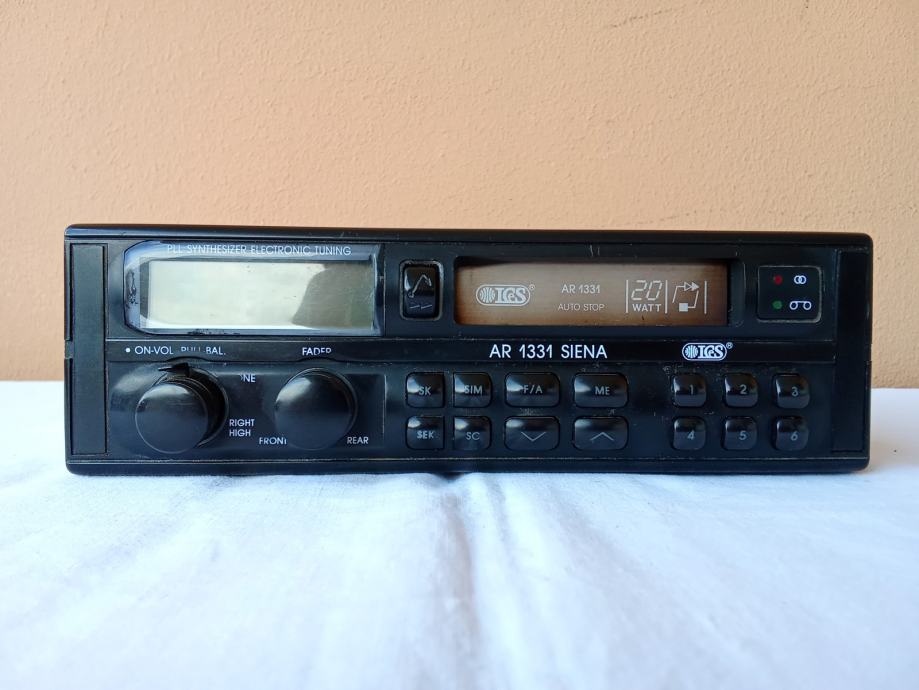 PLL SYNTHESIZER ELECTRONIC TUNING
IGS®
AR 1331
AUTO STOP
20
WATT
ON-VOL PULL BAL.
FADER
AR 1331 SIENA
IGS®
RIGHT
HIGH
FRONT
REAR
SK
SIM
F/A
ME
1
2
3
SEK
SC
4
5
6